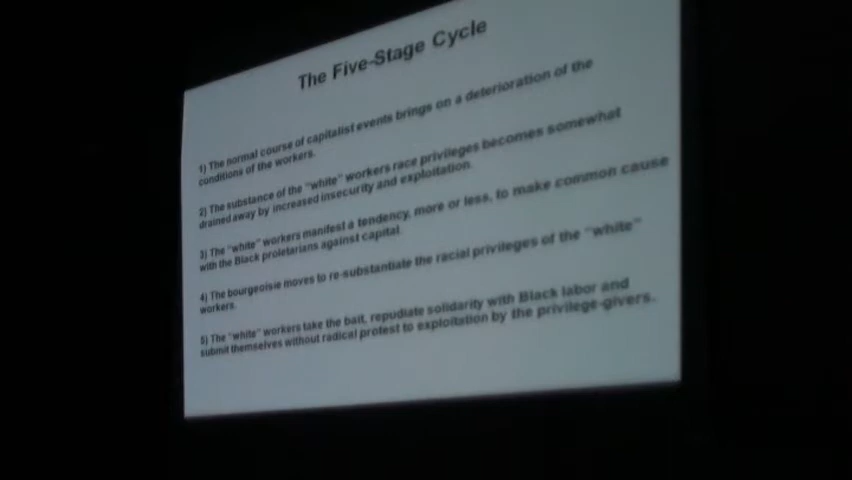 The Five-Stage Cycle
1) The normal course of capitalist events brings on a deterioration of the
conditions of the workers.
2) The substance of the "white" workers race privileges becomes somewhat
drained away by increased insecurity and exploitation.
3) The "white" workers manifest a tendency, more or less, to make common cause
with the Black proletarians against capital.
4) The bourgeoisie moves to re-substantiate the racial privileges of the "white"
workers.
5) The "white" workers take the bait, repudiate solidarity with Black labor and
submit themselves without radical protest to exploitation by the privilege-givers.